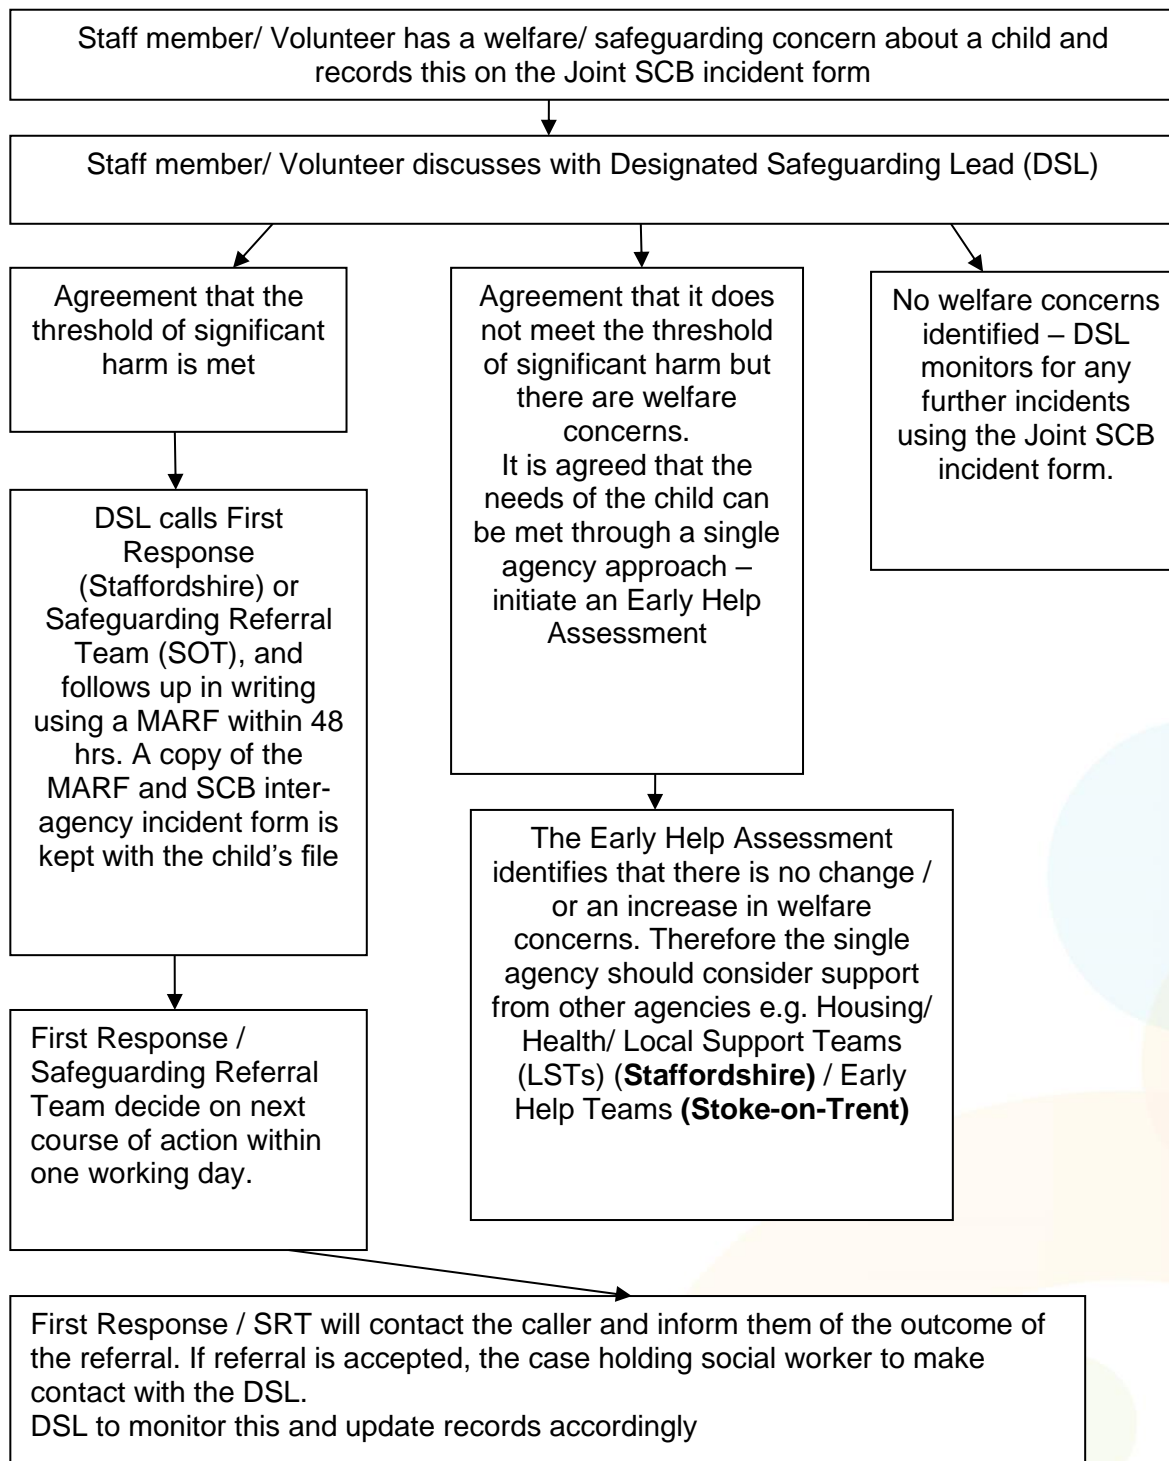 Staff member/ Volunteer has a welfare/ safeguarding concern about a child and
records this on the Joint SCB incident form
Staff member/ Volunteer discusses with Designated Safeguarding Lead (DSL)
Agreement that the
threshold of significant
harm is met
DSL calls First
Response
(Staffordshire) or
Safeguarding Referral
Team (SOT), and
follows up in writing
using a MARF within 48
hrs. A copy of the
MARF and SCB inter-
agency incident form is
kept with the child’s file
First Response /
Safeguarding Referral
Team decide on next
course of action within
one working day.
Agreement that it does
not meet the threshold
of significant harm but
there are welfare
concerns.
It is agreed that the
needs of the child can
be met through a single
agency approach –
initiate an Early Help
Assessment
The Early Help Assessment
identifies that there is no change /
or an increase in welfare
concerns. Therefore the single
agency should consider support
from other agencies e.g. Housing/
Health/ Local Support Teams
(LSTs) (Staffordshire) / Early
Help Teams (Stoke-on-Trent)
No welfare concerns
identified – DSL
monitors for any
further incidents
using the Joint SCB
incident form.
First Response / SRT will contact the caller and inform them of the outcome of
the referral. If referral is accepted, the case holding social worker to make
contact with the DSL.
DSL to monitor this and update records accordingly